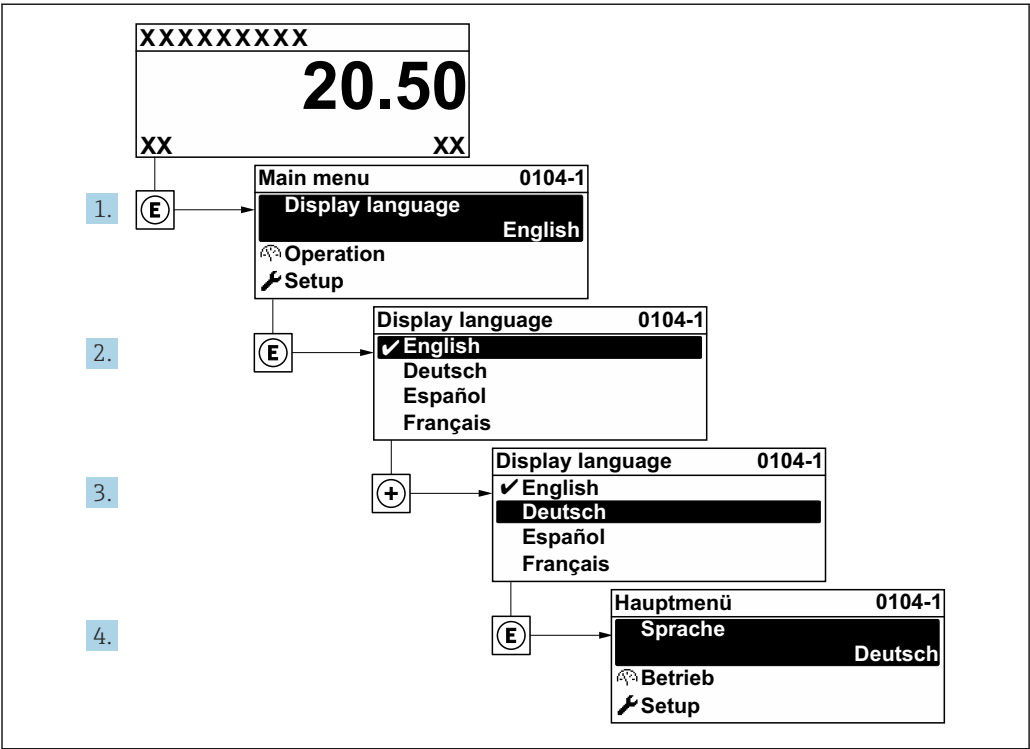 XXXXXXXXX
20.50
XX XX
1. E Main menu 0104-1
Display language
English
Operation
Setup
2. E Display language 0104-1
✔ English
Deutsch
Español
Français
3. + Display language 0104-1
✔ English
Deutsch
Español
Français
4. E Hauptmenü 0104-1
Sprache
Deutsch
Betrieb
Setup